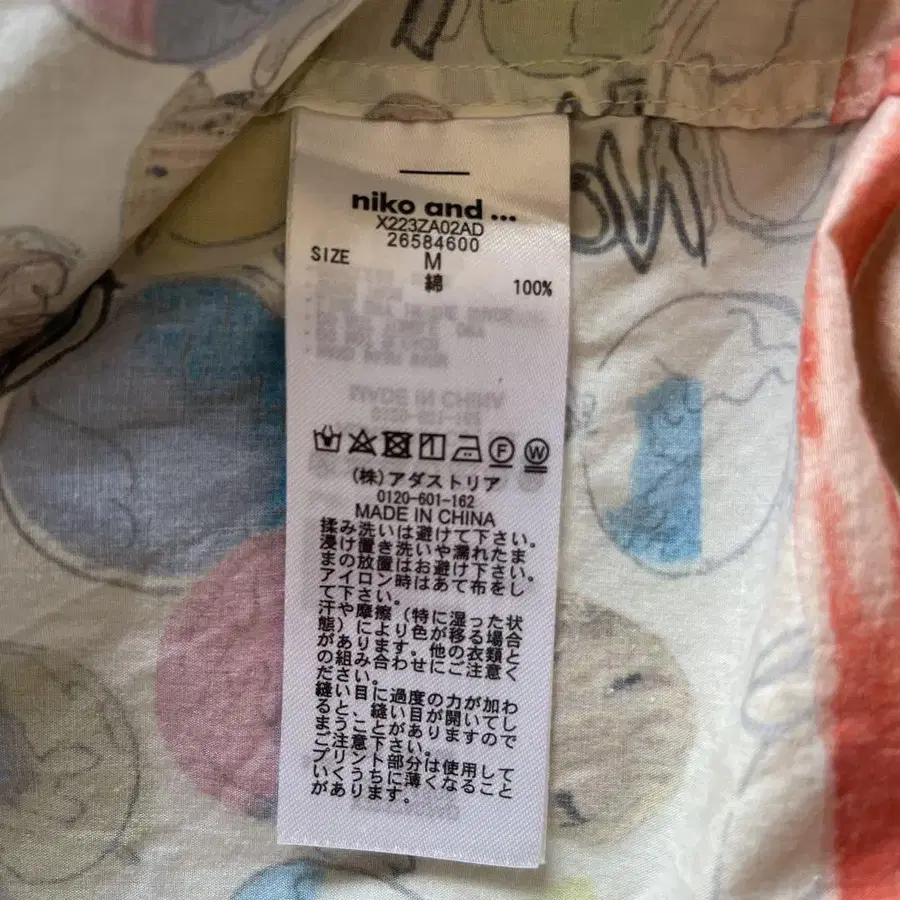 niko and ...
X223ZA02AD
26584600
SIZE M
綿 100%
F W
(株)アダストリア
0120-601-162
MADE IN CHINA
揉み洗いは避けて下さい。
浸け置き洗いや濡れたま
まの放置はお避け下さい。
アイロン時はあて布をし
て下さい。
汗や摩擦(特に湿った状
態)により色が移る場合
があります。他の衣類と
の組み合わせにご注意く
ださい。
縫い目に過度の力が加わ
ると、縫い目が開いてし
まうことがありますので
ご注意下さい。
プリント部分は使用して
いくうちに薄くなること
があります。